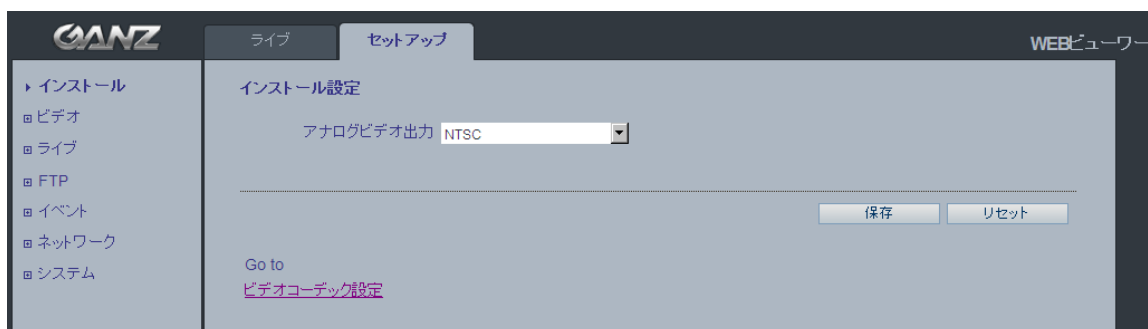 GANZ
ライブ
セットアップ
WEBビューワー
インストール
ビデオ
ライブ
FTP
イベント
ネットワーク
システム
インストール設定
アナログビデオ出力 NTSC
保存
リセット
Go to
ビデオコーデック設定